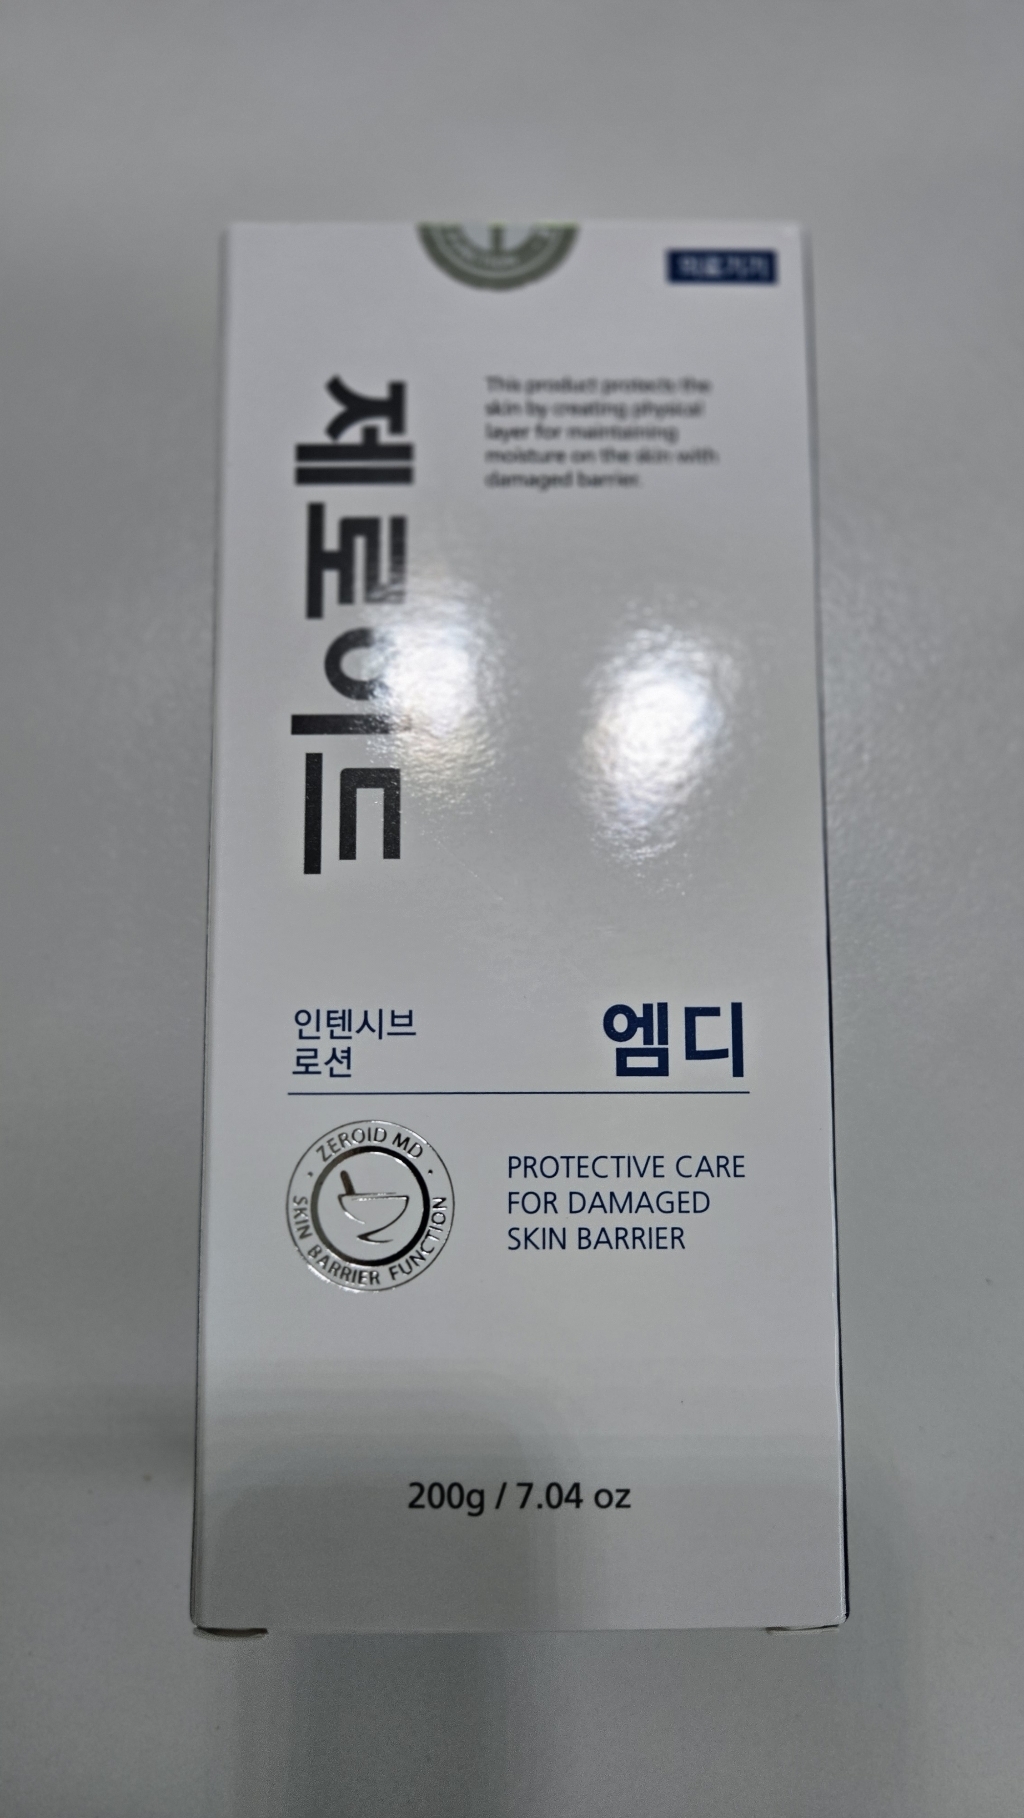 의료기기
제로이드
This product protects the
skin by creating physical
layer for maintaining
moisture on the skin with
damaged barrier.
인텐시브
로션
엠디
ZEROID MD
SKIN BARRIER FUNCTION
PROTECTIVE CARE
FOR DAMAGED
SKIN BARRIER
200g / 7.04 oz